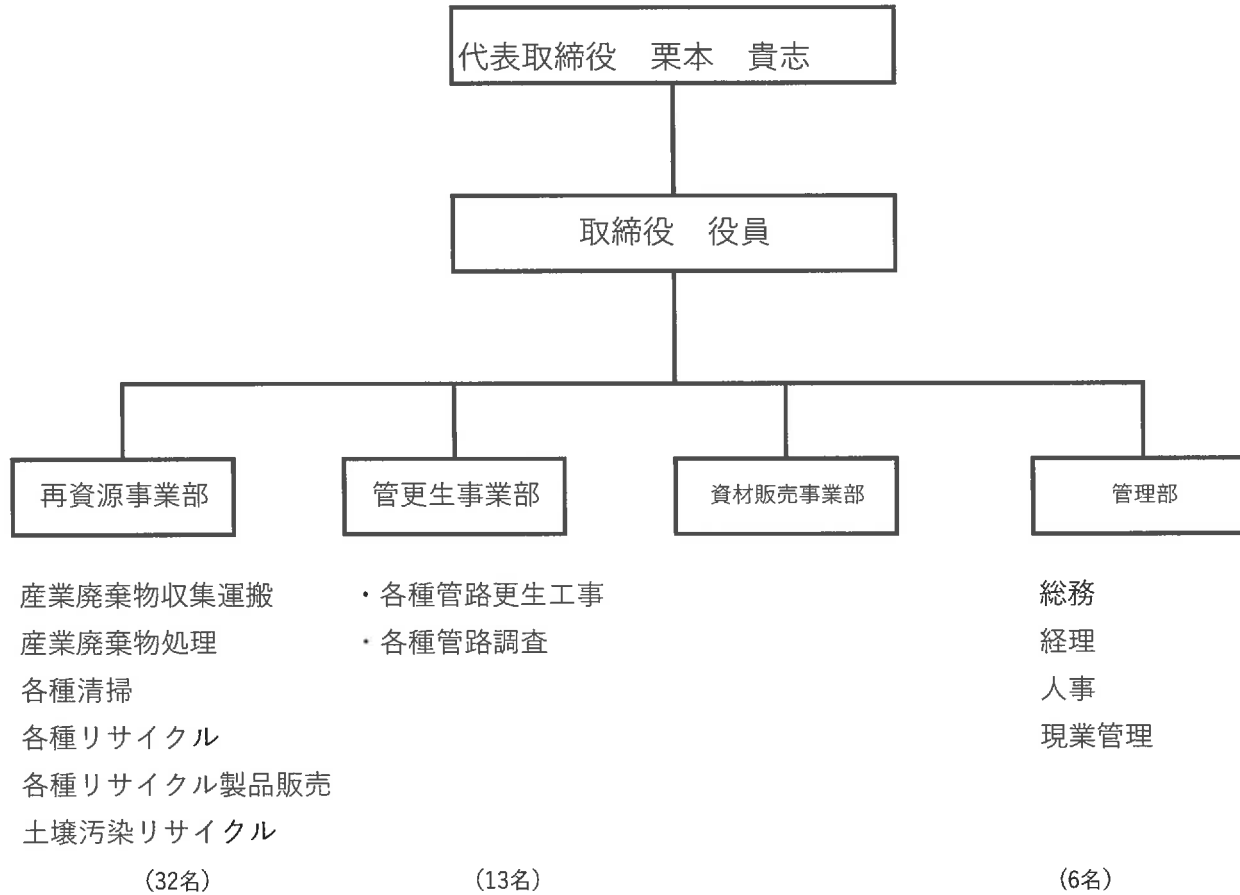 代表取締役　栗本　貴志
取締役　役員
再資源事業部
管更生事業部
資材販売事業部
管理部
産業廃棄物収集運搬
産業廃棄物処理
各種清掃
各種リサイクル
各種リサイクル製品販売
土壌汚染リサイクル
(32名)
・各種管路更生工事
・各種管路調査
(13名)
総務
経理
人事
現業管理
(6名)